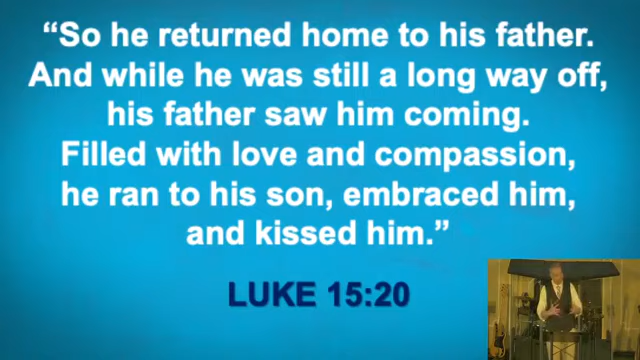 “So he returned home to his father.
And while he was still a long way off,
his father saw him coming.
Filled with love and compassion,
he ran to his son, embraced him,
and kissed him.”
LUKE 15:20